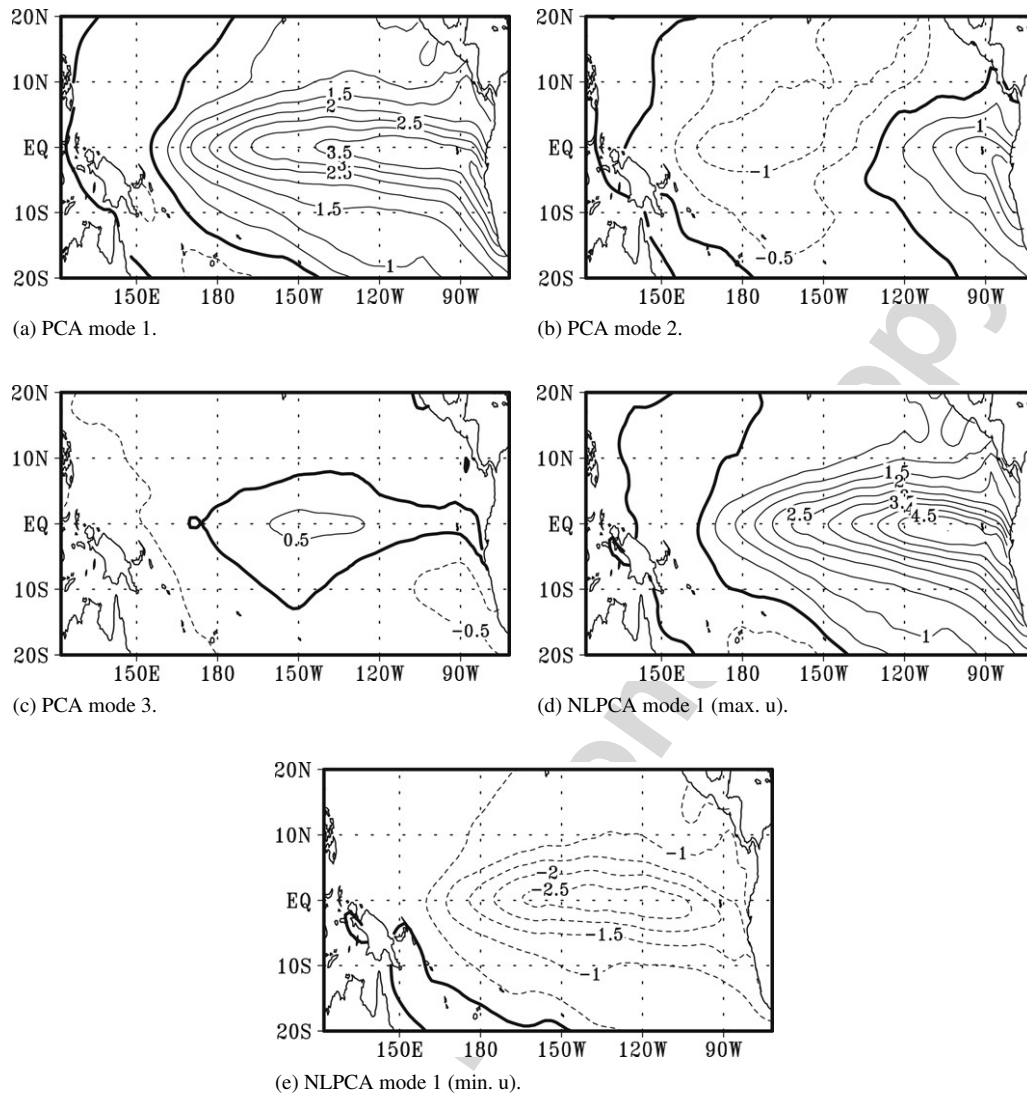 20N 20N
10N 1.5 10N
2 2.5 1
EQ EQ
3.5 -1
3
2.5
10S 1.5 10S
1 -0.5
20S 20S
150E 180 150W 120W 90W 150E 180 150W 120W 90W
(a) PCA mode 1. (b) PCA mode 2.
20N 20N
10N 10N
1.5
2
EQ 2.5 4.5 EQ
0.5
10S 10S
-0.5 1
20S 20S
150E 180 150W 120W 90W 150E 180 150W 120W 90W
(c) PCA mode 3. (d) NLPCA mode 1 (max. u).
20N
10N
-1
-2
-2.5
EQ
-1.5
10S -1
20S
150E 180 150W 120W 90W
(e) NLPCA mode 1 (min. u).